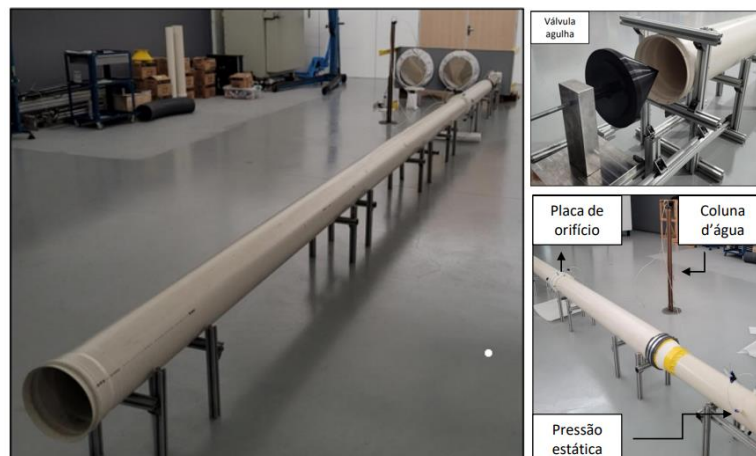 Válvula
agulha
Placa de
orifício
Coluna
d'água
Pressão
estática